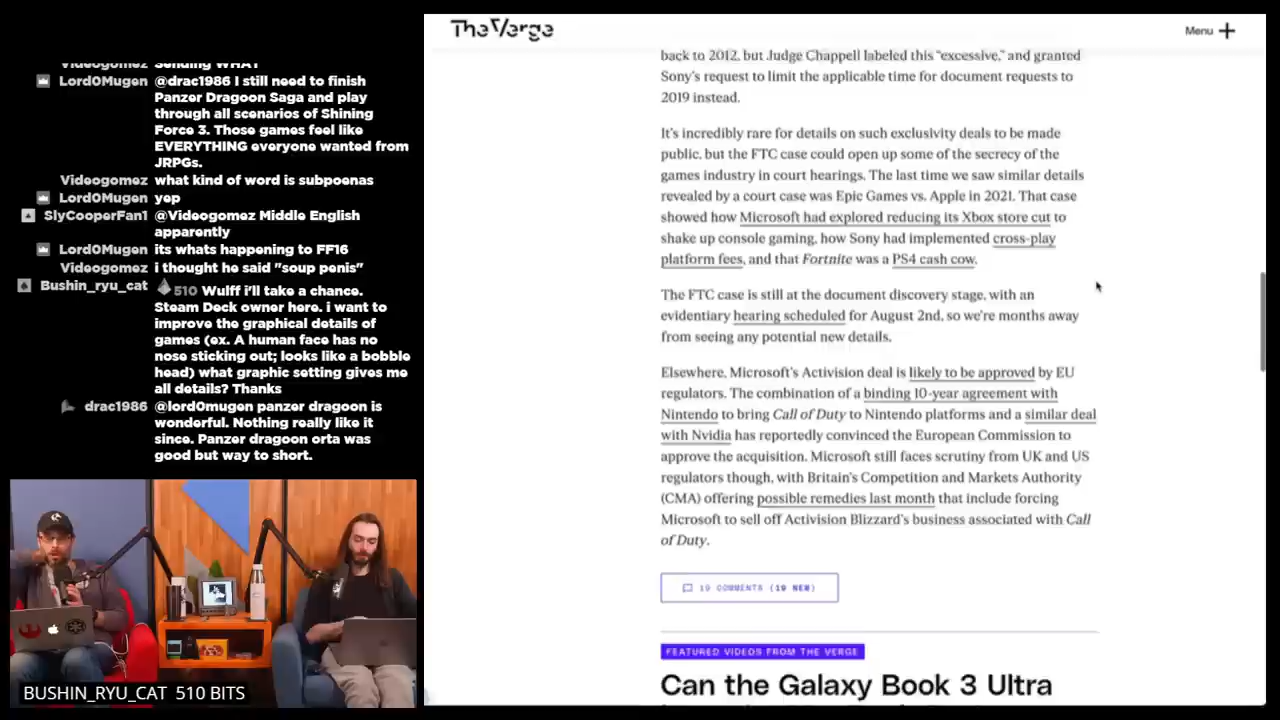 Videogomez Sending WHAT
LordOMugen @drac1986 I still need to finish
Panzer Dragoon Saga and play
through all scenarios of Shining
Force 3. Those games feel like
EVERYTHING everyone wanted from
JRPGs.
Videogomez what kind of word is subpoenas
LordOMugen yep
SlyCooperFan1 @Videogomez Middle English
apparently
LordOMugen its whats happening to FF16
Videogomez i thought he said "soup penis"
Bushin_ryu_cat 510 Wulff i'll take a chance.
Steam Deck owner here. i want to
improve the graphical details of
games (ex. A human face has no
nose sticking out; looks like a bobble
head) what graphic setting gives me
all details? Thanks
drac1986 @lord0mugen panzer dragoon is
wonderful. Nothing really like it
since. Panzer dragoon orta was
good but way to short.
BUSHIN_RYU_CAT 510 BITS
The Verge
Menu
back to 2012, but Judge Chappell labeled this “excessive,” and granted
Sony’s request to limit the applicable time for document requests to
2019 instead.
It’s incredibly rare for details on such exclusivity deals to be made
public, but the FTC case could open up some of the secrecy of the
games industry in court hearings. The last time we saw similar details
revealed by a court case was Epic Games vs. Apple in 2021. That case
showed how Microsoft had explored reducing its Xbox store cut to
shake up console gaming, how Sony had implemented cross-play
platform fees, and that Fortnite was a PS4 cash cow.
The FTC case is still at the document discovery stage, with an
evidentiary hearing scheduled for August 2nd, so we’re months away
from seeing any potential new details.
Elsewhere, Microsoft’s Activision deal is likely to be approved by EU
regulators. The combination of a binding 10-year agreement with
Nintendo to bring Call of Duty to Nintendo platforms and a similar deal
with Nvidia has reportedly convinced the European Commission to
approve the acquisition. Microsoft still faces scrutiny from UK and US
regulators though, with Britain’s Competition and Markets Authority
(CMA) offering possible remedies last month that include forcing
Microsoft to sell off Activision Blizzard’s business associated with Call
of Duty.
19 COMMENTS (19 NEW)
FEATURED VIDEOS FROM THE VERGE
Can the Galaxy Book 3 Ultra